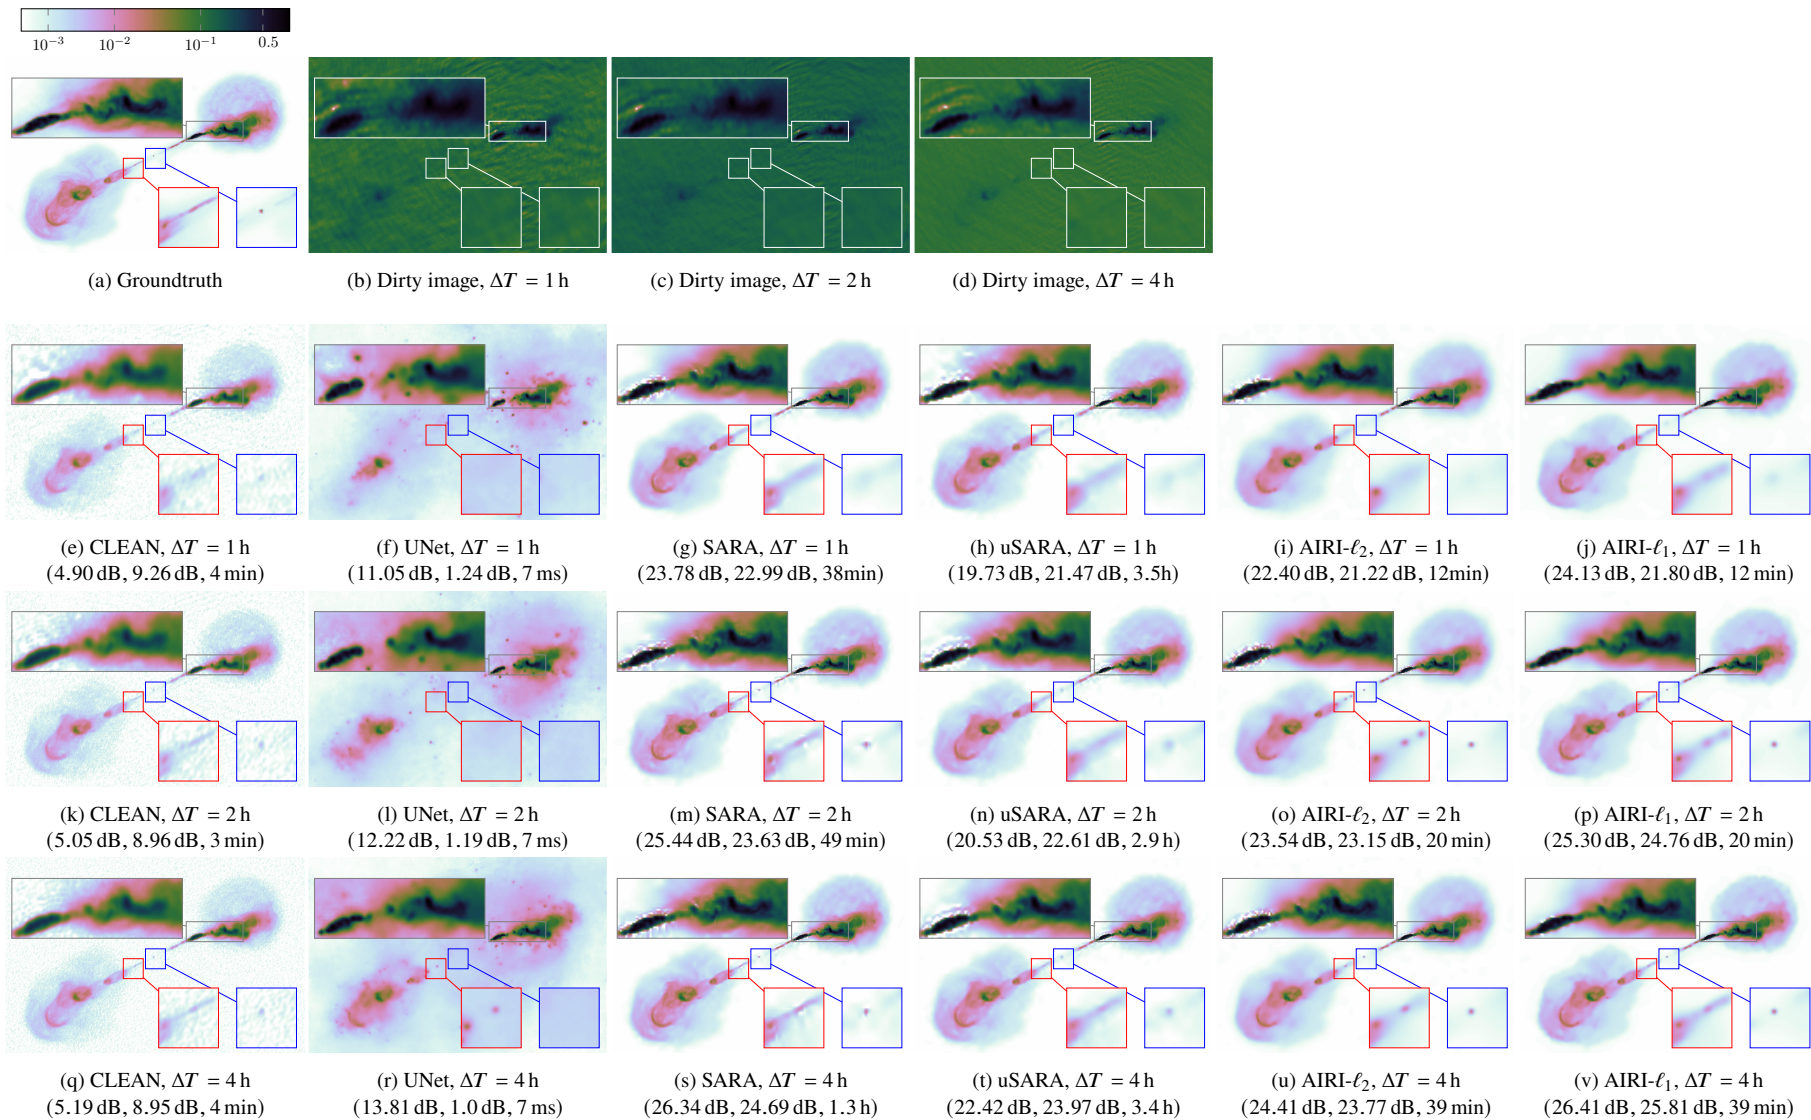 10⁻³ 10⁻² 10⁻¹ 0.5
(a) Groundtruth
(b) Dirty image, ΔT = 1 h
(c) Dirty image, ΔT = 2 h
(d) Dirty image, ΔT = 4 h
(e) CLEAN, ΔT = 1 h
(4.90 dB, 9.26 dB, 4 min)
(f) UNet, ΔT = 1 h
(11.05 dB, 1.24 dB, 7 ms)
(g) SARA, ΔT = 1 h
(23.78 dB, 22.99 dB, 38min)
(h) uSARA, ΔT = 1 h
(19.73 dB, 21.47 dB, 3.5h)
(i) AIRI-ℓ₂, ΔT = 1 h
(22.40 dB, 21.22 dB, 12min)
(j) AIRI-ℓ₁, ΔT = 1 h
(24.13 dB, 21.80 dB, 12 min)
(k) CLEAN, ΔT = 2 h
(5.05 dB, 8.96 dB, 3 min)
(l) UNet, ΔT = 2 h
(12.22 dB, 1.19 dB, 7 ms)
(m) SARA, ΔT = 2 h
(25.44 dB, 23.63 dB, 49 min)
(n) uSARA, ΔT = 2 h
(20.53 dB, 22.61 dB, 2.9 h)
(o) AIRI-ℓ₂, ΔT = 2 h
(23.54 dB, 23.15 dB, 20 min)
(p) AIRI-ℓ₁, ΔT = 2 h
(25.30 dB, 24.76 dB, 20 min)
(q) CLEAN, ΔT = 4 h
(5.19 dB, 8.95 dB, 4 min)
(r) UNet, ΔT = 4 h
(13.81 dB, 1.0 dB, 7 ms)
(s) SARA, ΔT = 4 h
(26.34 dB, 24.69 dB, 1.3 h)
(t) uSARA, ΔT = 4 h
(22.42 dB, 23.97 dB, 3.4 h)
(u) AIRI-ℓ₂, ΔT = 4 h
(24.41 dB, 23.77 dB, 39 min)
(v) AIRI-ℓ₁, ΔT = 4 h
(26.41 dB, 25.81 dB, 39 min)